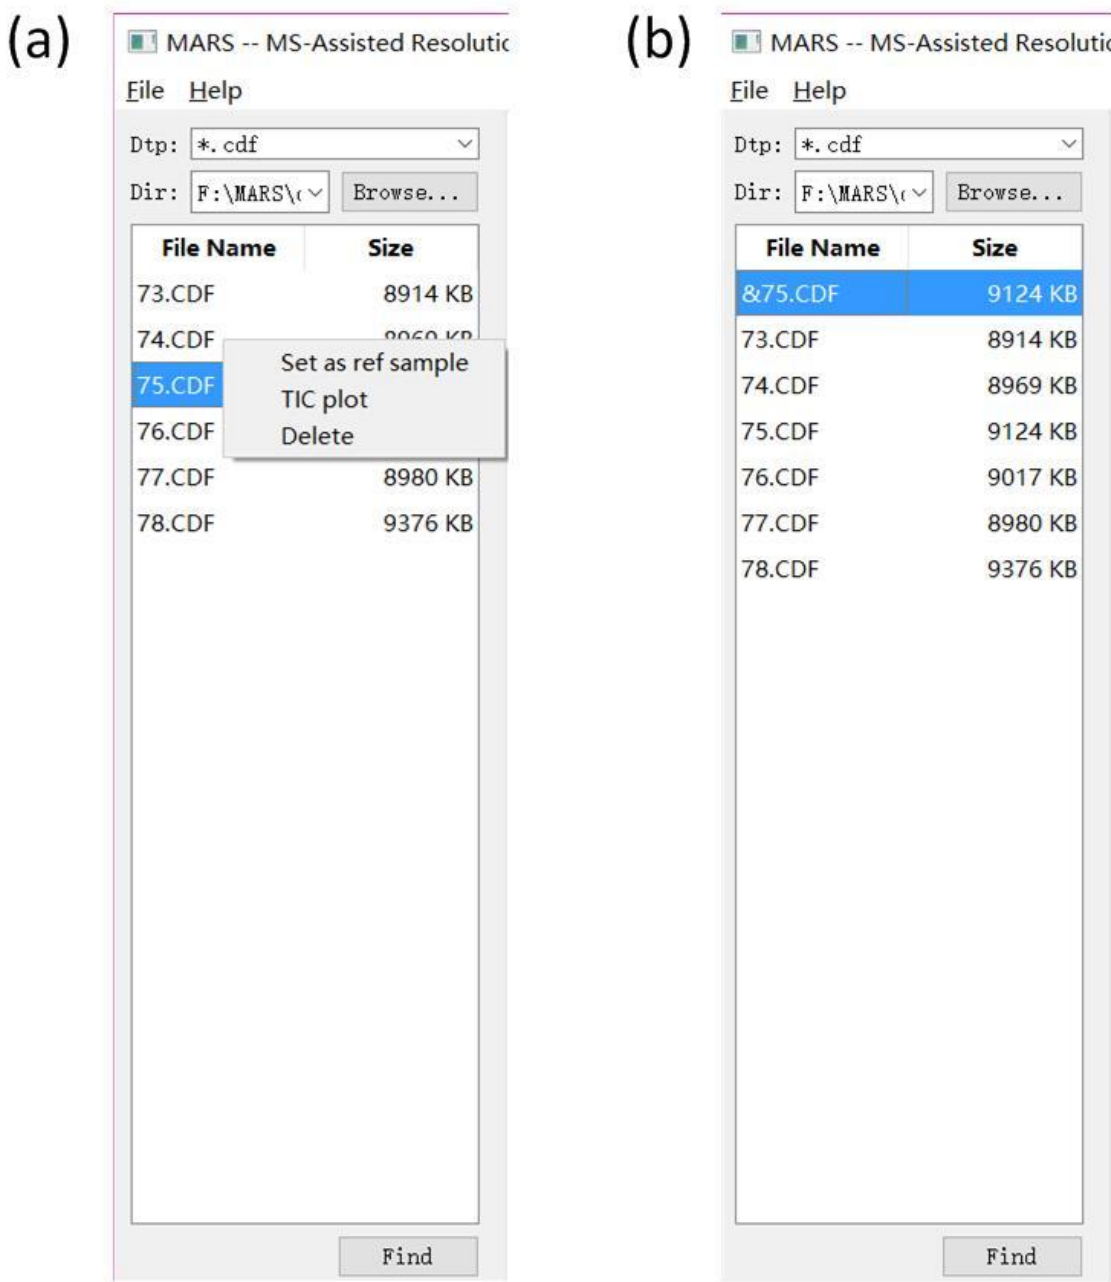 (a)
MARS -- MS-Assisted Resolutic
File Help
Dtp: *.cdf
Dir: F:\MARS\ Browse...
File Name Size
73.CDF 8914 KB
74.CDF 8969 KB
75.CDF
Set as ref sample
TIC plot
Delete
76.CDF
77.CDF 8980 KB
78.CDF 9376 KB
Find
(b)
MARS -- MS-Assisted Resolutio
File Help
Dtp: *.cdf
Dir: F:\MARS\ Browse...
File Name Size
&75.CDF 9124 KB
73.CDF 8914 KB
74.CDF 8969 KB
75.CDF 9124 KB
76.CDF 9017 KB
77.CDF 8980 KB
78.CDF 9376 KB
Find